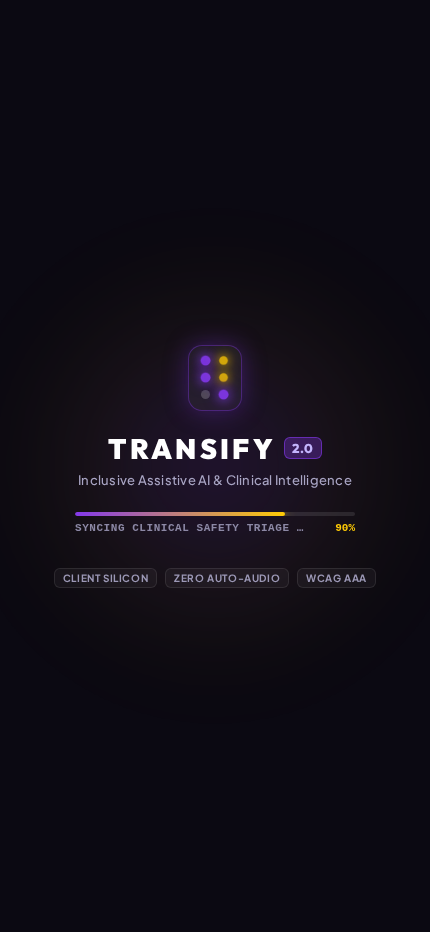 TRANSIFY 2.0
Inclusive Assistive AI & Clinical Intelligence
SYNCING CLINICAL SAFETY TRIAGE … 90%
CLIENT SILICON ZERO AUTO-AUDIO WCAG AAA